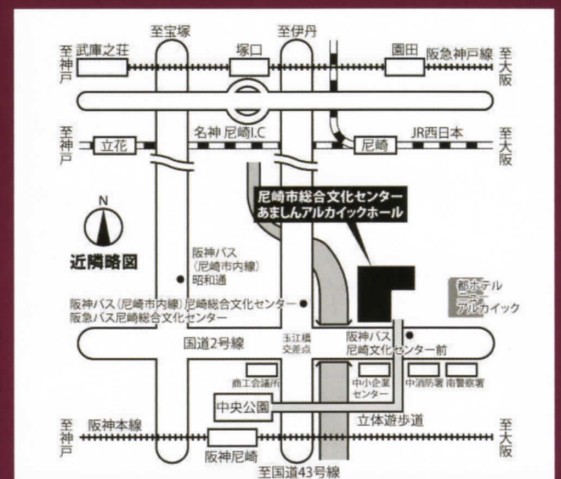 至宝塚
至伊丹
至神戸
武庫之荘
塚口
園田
阪急神戸線
至大阪
至神戸
立花
名神 尼崎I.C
尼崎
JR西日本
至大阪
尼崎市総合文化センター
あましんアルカイックホール
N
近隣略図
阪神バス
(尼崎市内線)
昭和通
阪神バス(尼崎市内線)尼崎総合文化センター
阪急バス尼崎総合文化センター
都ホテル
ニュー
アルカイック
国道2号線
玉江橋
交差点
阪神バス
尼崎文化センター前
商工会議所
中小企業
センター
中消防署
南警察署
中央公園
立体遊歩道
至神戸
阪神本線
阪神尼崎
至大阪
至国道43号線